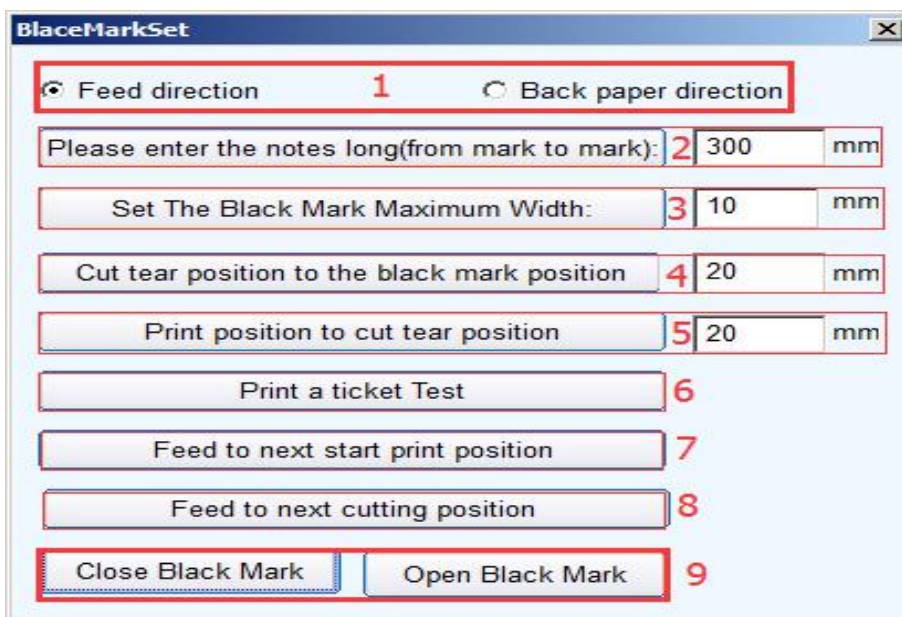 BlaceMarkSet
Feed direction 1 Back paper direction
Please enter the notes long(from mark to mark): 2 300 mm
Set The Black Mark Maximum Width: 3 10 mm
Cut tear position to the black mark position 4 20 mm
Print position to cut tear position 5 20 mm
Print a ticket Test 6
Feed to next start print position 7
Feed to next cutting position 8
Close Black Mark Open Black Mark 9